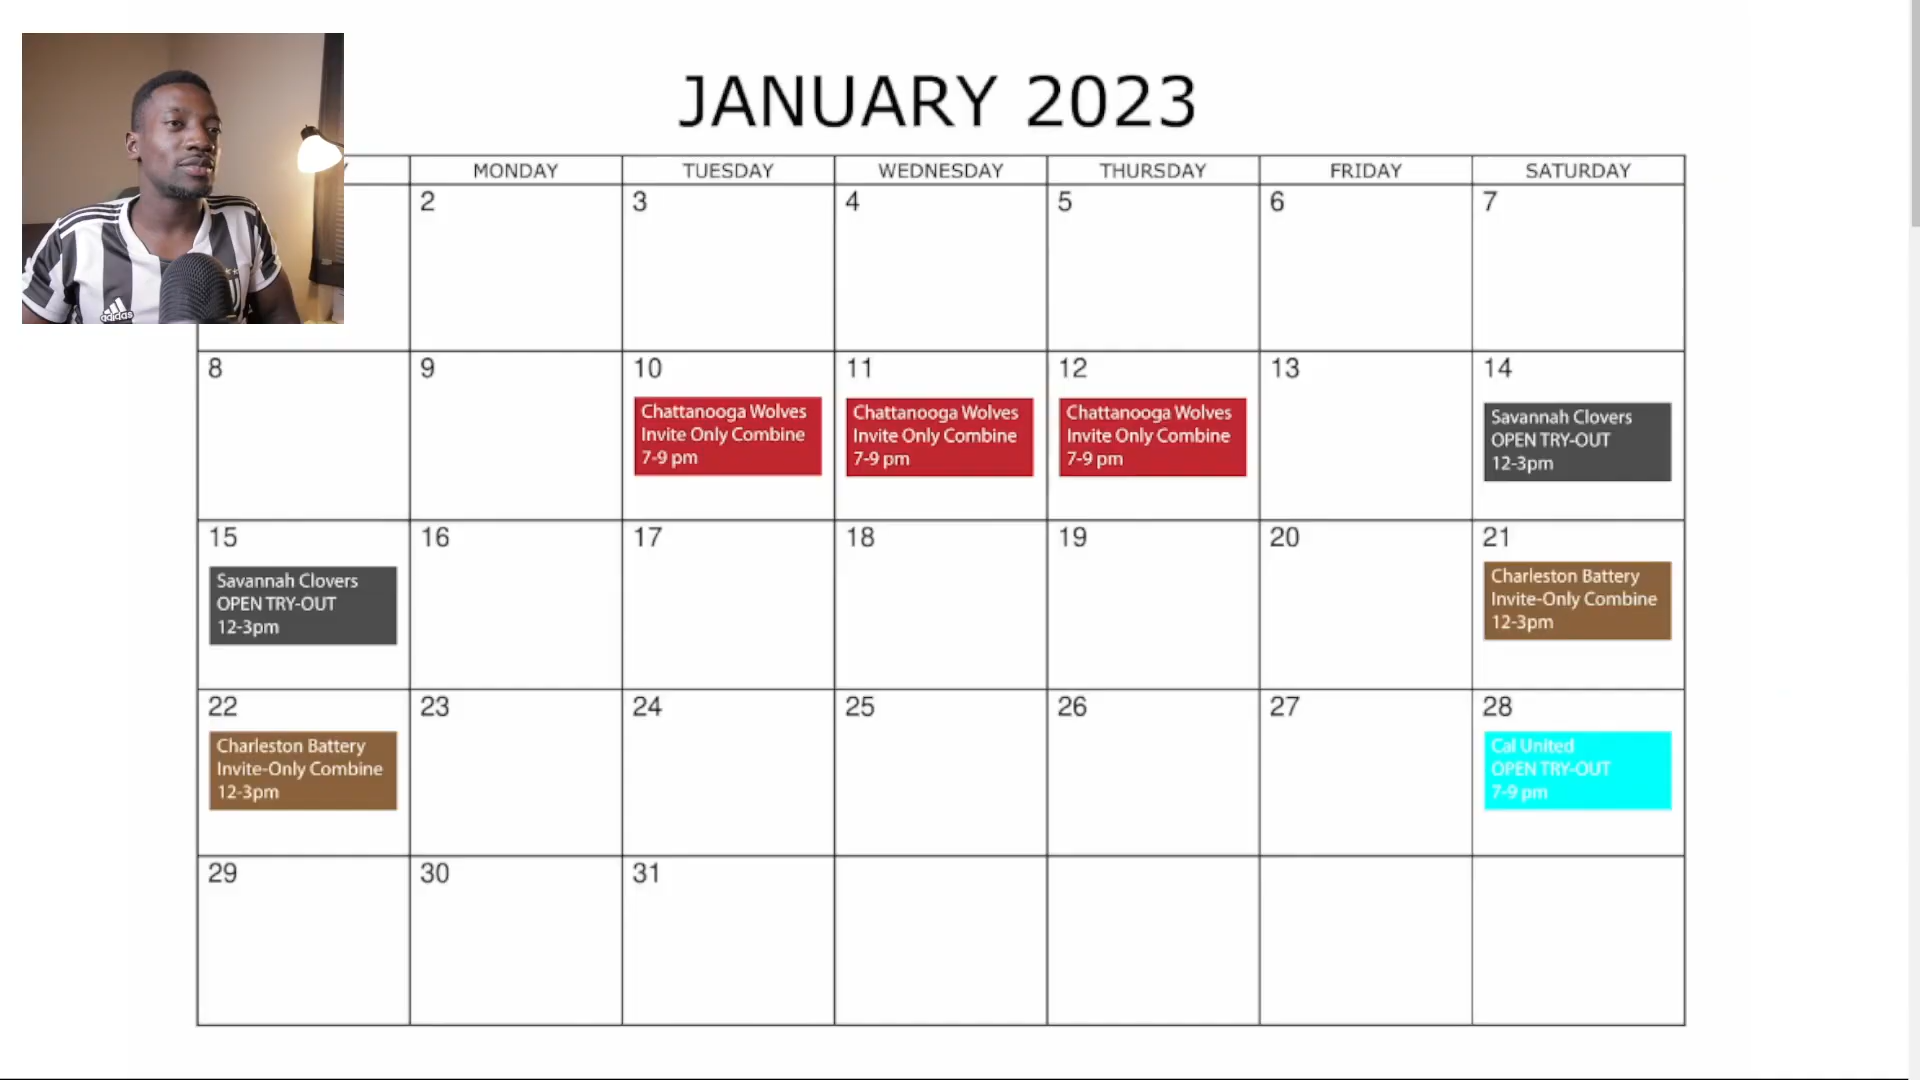 JANUARY 2023
MONDAY
TUESDAY
WEDNESDAY
THURSDAY
FRIDAY
SATURDAY
2
3
4
5
6
7
8
9
10
Chattanooga Wolves
Invite Only Combine
7-9 pm
11
Chattanooga Wolves
Invite Only Combine
7-9 pm
12
Chattanooga Wolves
Invite Only Combine
7-9 pm
13
14
Savannah Clovers
OPEN TRY-OUT
12-3pm
15
Savannah Clovers
OPEN TRY-OUT
12-3pm
16
17
18
19
20
21
Charleston Battery
Invite-Only Combine
12-3pm
22
Charleston Battery
Invite-Only Combine
12-3pm
23
24
25
26
27
28
Cal United
OPEN TRY-OUT
7-9 pm
29
30
31
adidas